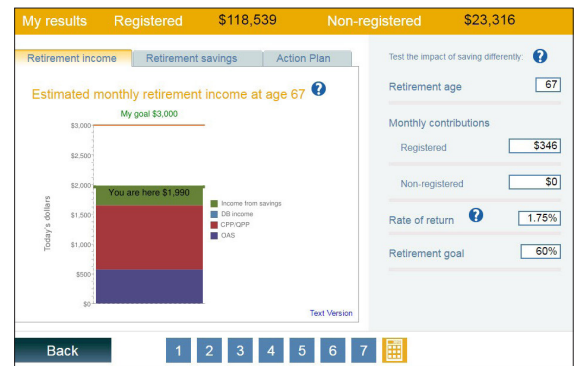 My results Registered $118,539 Non-registered $23,316
Retirement income Retirement savings Action Plan
Estimated monthly retirement income at age 67 ?
My goal $3,000
$3,000
$2,500
$2,000
$1,500
$1,000
$500
$0
Today's dollars
You are here $1,990
Income from savings
DB income
CPP/QPP
OAS
Text Version
Test the impact of saving differently: ?
Retirement age 67
Monthly contributions
Registered $346
Non-registered $0
Rate of return ? 1.75%
Retirement goal 60%
Back 1 2 3 4 5 6 7